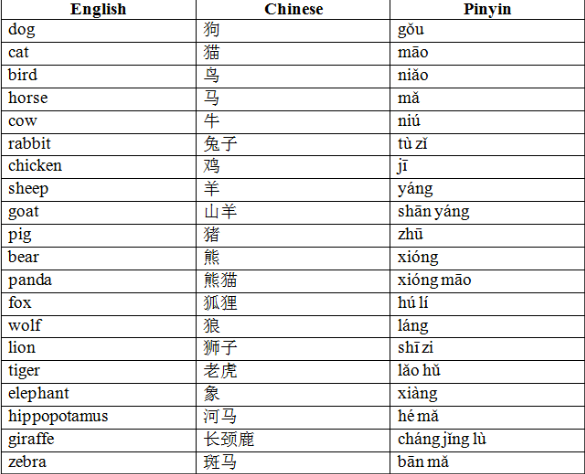 English Chinese Pinyin
dog 狗 gǒu
cat 猫 māo
bird 鸟 niǎo
horse 马 mǎ
cow 牛 niú
rabbit 兔子 tù zǐ
chicken 鸡 jī
sheep 羊 yáng
goat 山羊 shān yáng
pig 猪 zhū
bear 熊 xióng
panda 熊猫 xióng māo
fox 狐狸 hú lí
wolf 狼 láng
lion 狮子 shī zi
tiger 老虎 lǎo hǔ
elephant 象 xiàng
hippopotamus 河马 hé mǎ
giraffe 长颈鹿 cháng jǐng lù
zebra 斑马 bān mǎ